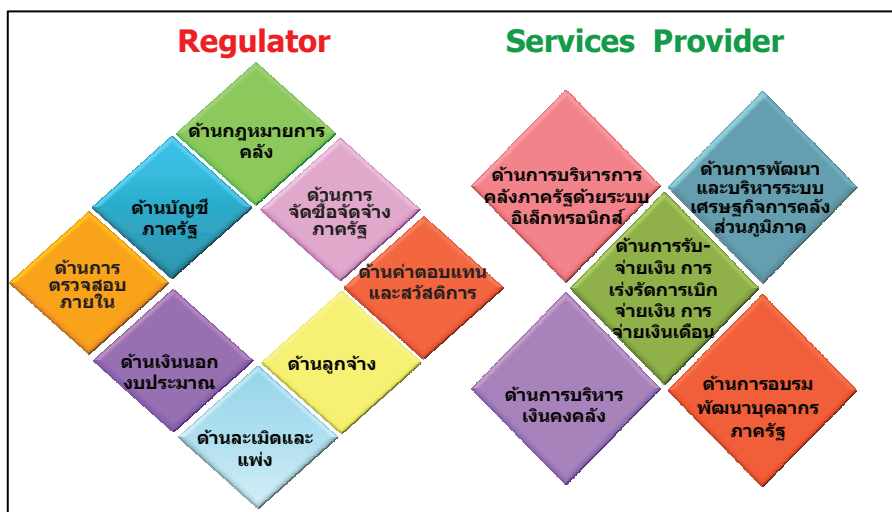 Regulator
ด้านกฎหมายการ
คลัง
ด้านบัญชี
ภาครัฐ
ด้วนการ
จัดซื้อจัดจ้าง
ภาครัฐ
ด้านการ
ตรวจสอบ
ภายใน
ด้านค่าตอบแทน
และสวัสดิการ
ด้านเงินนอก
งบประมาณ
ด้านลูกจ้าง
ด้านละเมิดและ
แพ่ง
Services Provider
ด้านการบริหารการ
คลังภาครัฐด้วยระบบ
อิเล็กทรอนิกส์
ด้านการพัฒนา
และบริหารระบบ
เศรษฐกิจการคลัง
ส่วนภูมิภาค
ด้านการรับ-
จ่ายเงิน การ
เร่งรัดการเบิก
จ่ายเงิน การ
จ่ายเงินเดือน
ด้านการบริหาร
เงินคงคลัง
ด้านการอบรม
พัฒนาบุคลากร
ภาครัฐ